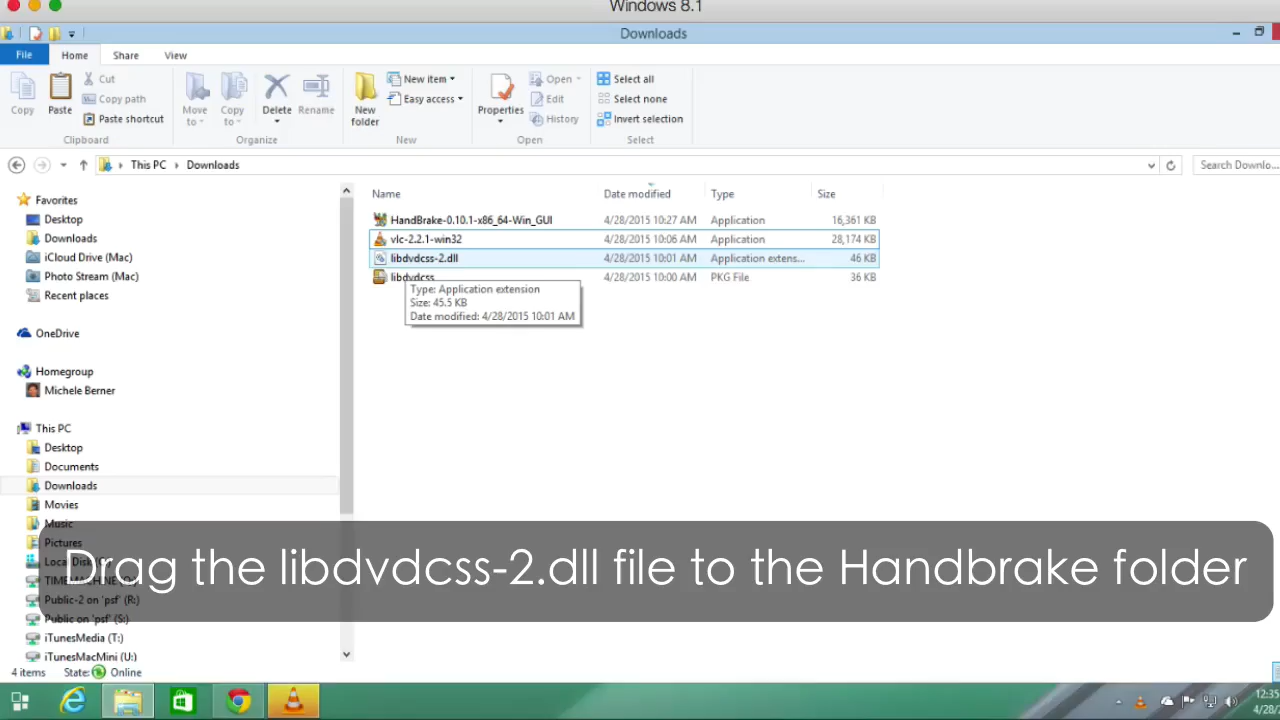 Windows 8.1
Downloads
File Home Share View
Copy Paste Cut Copy path Paste shortcut Clipboard
Move to Copy to Delete Rename Organize
New folder New item Easy access New
Properties Open Edit History Open
Select all Select none Invert selection Select
This PC Downloads Search Downlo...
Name Date modified Type Size
HandBrake-0.10.1-x86_64-Win_GUI 4/28/2015 10:27 AM Application 16,361 KB
vlc-2.2.1-win32 4/28/2015 10:06 AM Application 28,174 KB
libdvdcss-2.dll 4/28/2015 10:01 AM Application extens... 46 KB
libdvdcss 4/28/2015 10:00 AM PKG File 36 KB
Type: Application extension
Size: 45.5 KB
Date modified: 4/28/2015 10:01 AM
Favorites
Desktop
Downloads
iCloud Drive (Mac)
Photo Stream (Mac)
Recent places
OneDrive
Homegroup
Michele Berner
This PC
Desktop
Documents
Downloads
Movies
Music
Pictures
Drag the libdvdcss-2.dll file to the Handbrake folder
Local Disk
Public-2 on 'psf' (R:)
Public on 'psf' (S:)
iTunesMedia (T:)
iTunesMacMini (U:)
4 items State: Online
12:35
4/28/